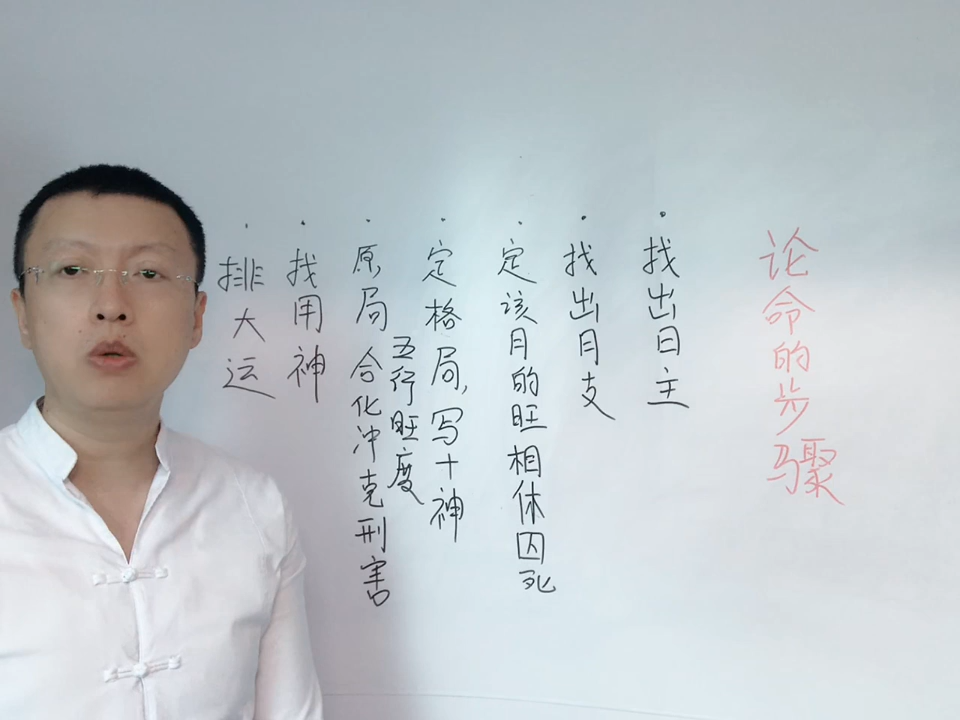 论命的步骤
·找出日主
·找出月支
·定该月的旺相休囚死
·定格局,写十神
五行旺度
·原局合化冲克刑害
·找用神
·排大运